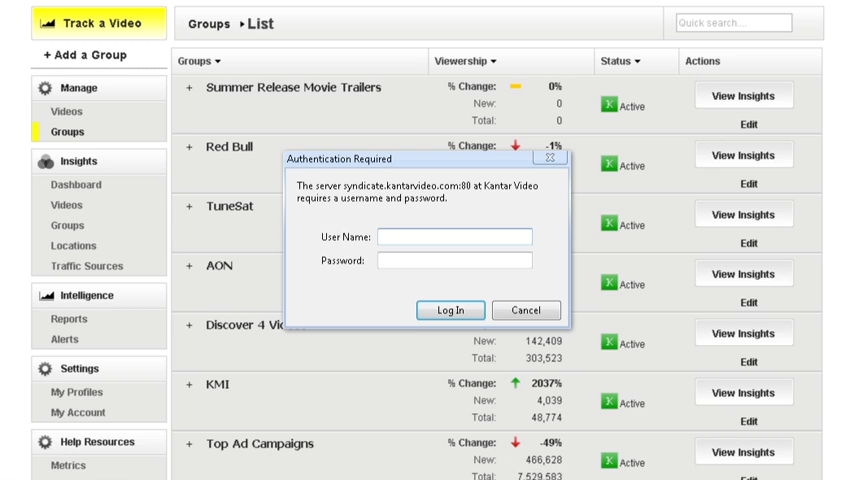 Track a Video
Groups ▸ List
Quick search....
+ Add a Group
Groups ▾ Viewership ▾ Status ▾ Actions
Manage
Videos
Groups
Insights
Dashboard
Videos
Groups
Locations
Traffic Sources
Intelligence
Reports
Alerts
Settings
My Profiles
My Account
Help Resources
Metrics
+ Summer Release Movie Trailers
% Change: 0%
New: 0
Total: 0
Active
View Insights
Edit
+ Red Bull
% Change: -1%
Active
View Insights
Edit
+ TuneSat
Active
View Insights
Edit
+ AON
Active
View Insights
Edit
+ Discover 4
New: 142,409
Total: 303,523
Active
View Insights
Edit
+ KMI
% Change: 2037%
New: 4,039
Total: 48,774
Active
View Insights
Edit
+ Top Ad Campaigns
% Change: -49%
New: 466,628
Total: 7,529,583
Active
View Insights
Authentication Required
The server syndicate.kantarvideo.com:80 at Kantar Video
requires a username and password.
User Name:
Password:
Log In Cancel